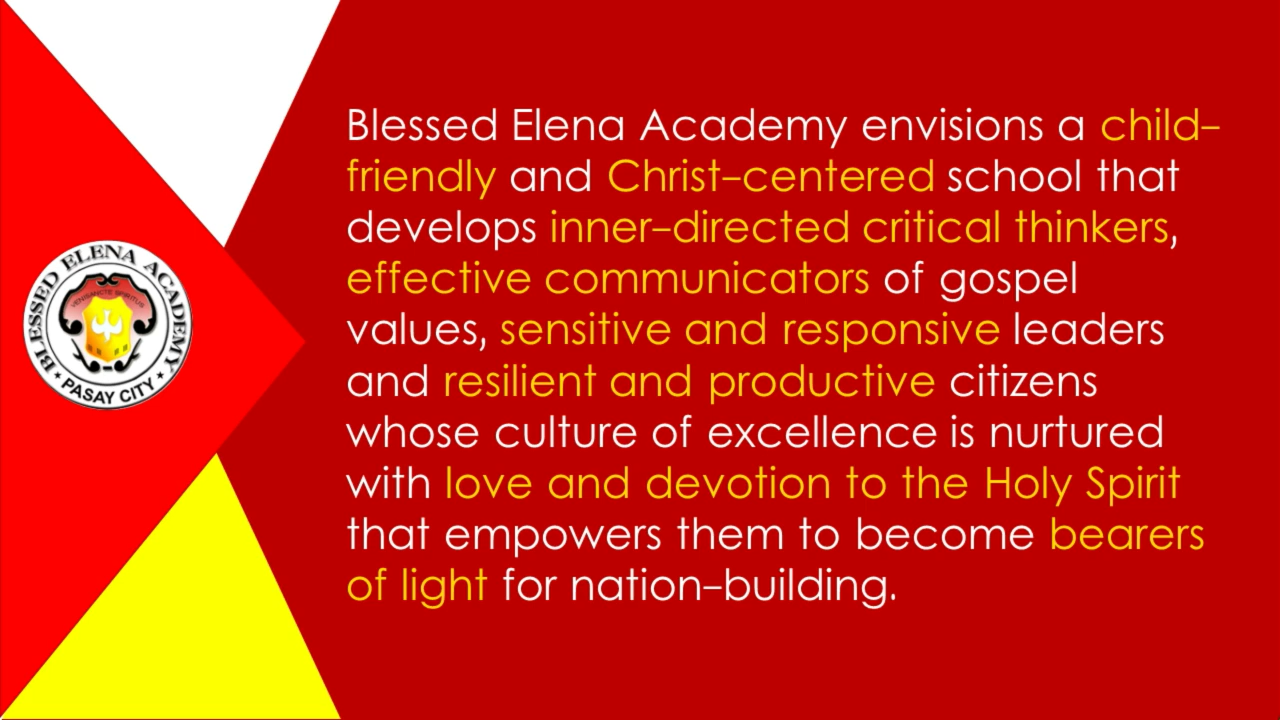 Blessed Elena Academy envisions a child-
friendly and Christ-centered school that
develops inner-directed critical thinkers,
effective communicators of gospel
values, sensitive and responsive leaders
and resilient and productive citizens
whose culture of excellence is nurtured
with love and devotion to the Holy Spirit
that empowers them to become bearers
of light for nation-building.
BLESSED ELENA ACADEMY
PASAY CITY